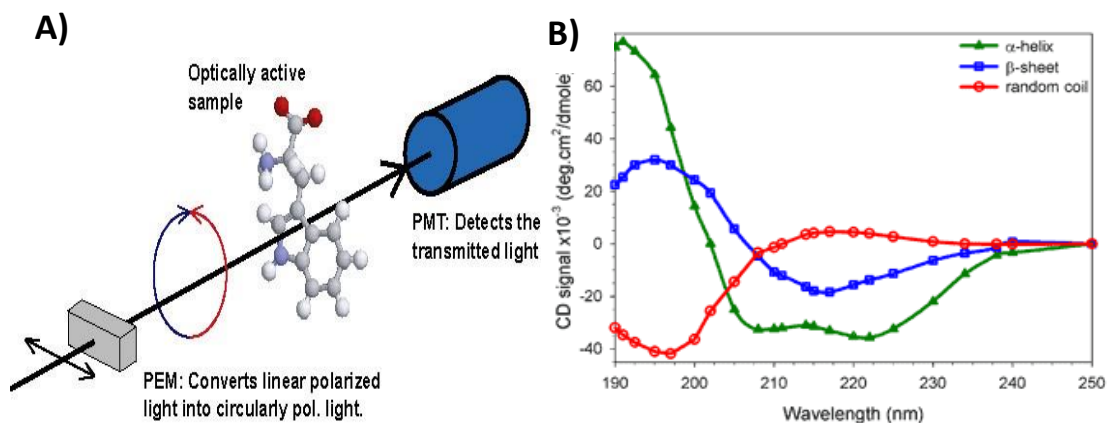 A)
Optically active
sample
PMT: Detects the
transmitted light
PEM: Converts linear polarized
light into circularly pol. light.
B)
CD signal x10⁻³ (deg.cm²/dmole)
60
40
20
0
-20
-40
α-helix
β-sheet
random coil
190 200 210 220 230 240 250
Wavelength (nm)